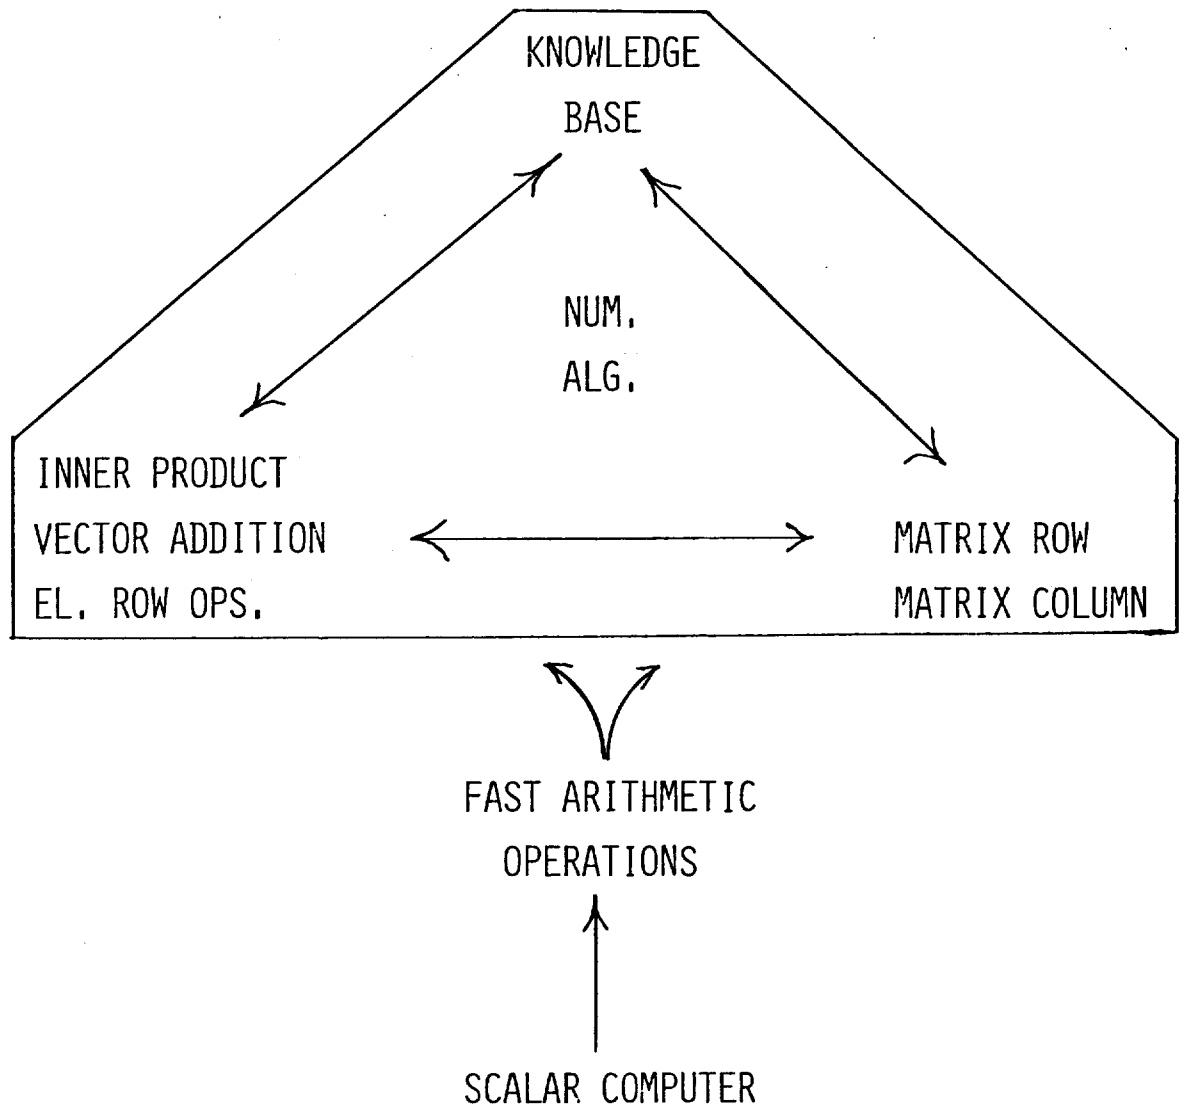 KNOWLEDGE
BASE
NUM.
ALG.
INNER PRODUCT
VECTOR ADDITION
EL. ROW OPS.
MATRIX ROW
MATRIX COLUMN
FAST ARITHMETIC
OPERATIONS
SCALAR COMPUTER